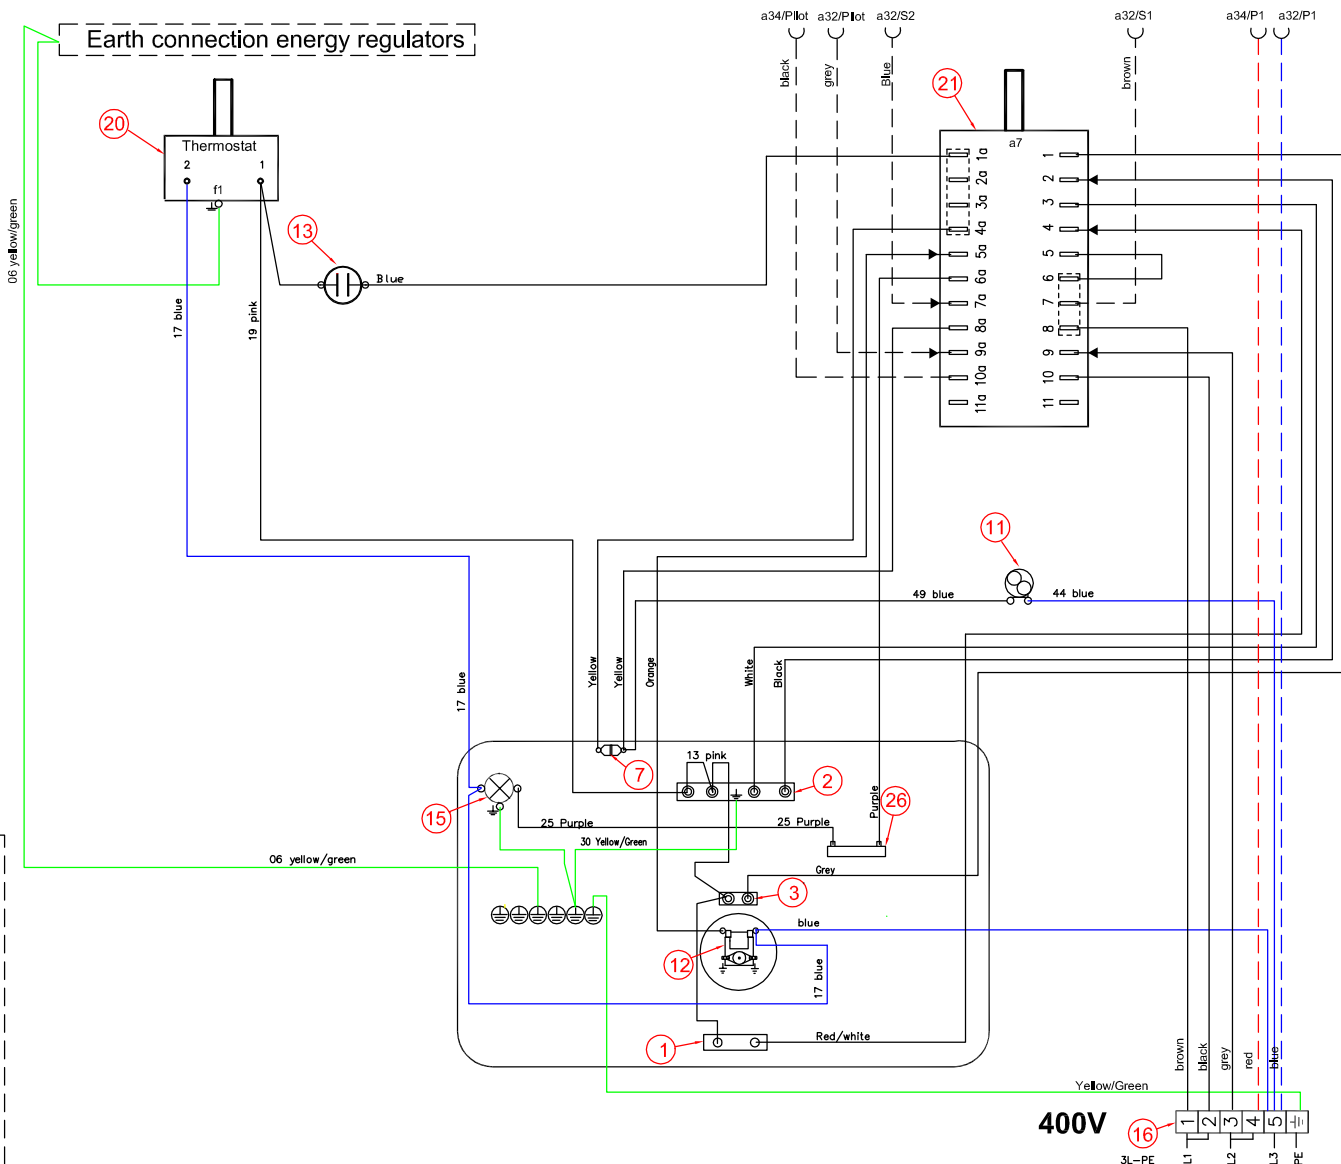 a34/Pilot a32/Pilot a32/S2 a32/S1 a34/P1 a32/P1
Earth connection energy regulators
black grey Blue brown
21
20
a7
Thermostat
2 1
f1
1a 1
2a 2
3a 3
4a 4
5a 5
6a 6
7a 7
8a 8
9a 9
10a 10
11a 11
13
Blue
06 yellow/green
17 blue
19 pink
11
49 blue
44 blue
Yellow Yellow Orange White Black
17 blue
13 pink
7
2
15
Purple
26
25 Purple
25 Purple
30 Yellow/Green
06 yellow/green
Grey
3
blue
12
17 blue
1
Red/white
brown black grey red blue
Yellow/Green
400V
16
1 2 3 4 5
3L-PE L1 L2 L3 PE